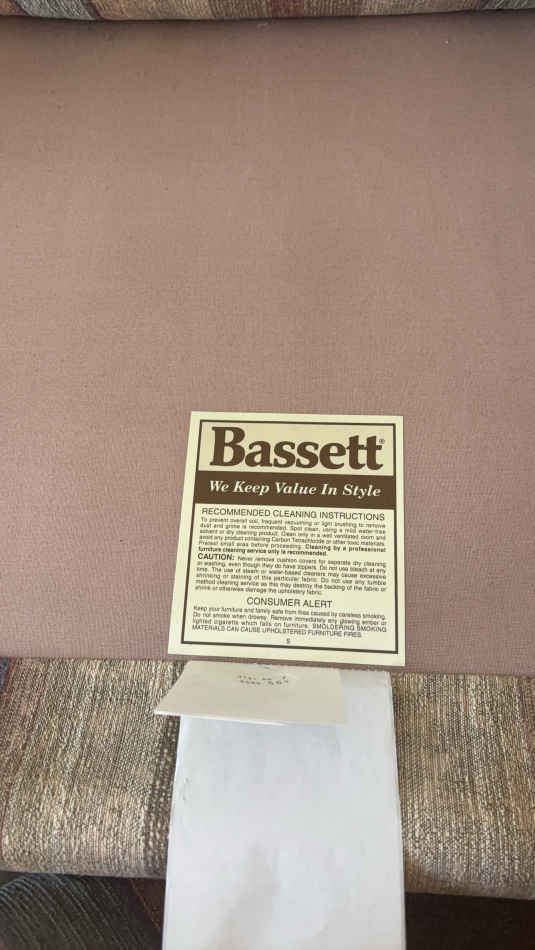 Bassett®
We Keep Value In Style
RECOMMENDED CLEANING INSTRUCTIONS
To prevent overall soil, frequent vacuuming or light brushing to remove
dust and grime is recommended. Spot clean, using a mild water-free
solvent or dry cleaning product. Clean only in a well ventilated room and
avoid any product containing Carbon Tetrachloride or other toxic materials.
Pretest small area before proceeding. Cleaning by a professional
furniture cleaning service only is recommended.
CAUTION: Never remove cushion covers for separate dry cleaning
or washing, even though they do have zippers. Do not use bleach at any
time. The use of steam or water-based cleaners may cause excessive
shrinking or staining of this particular fabric. Do not use any tumble
method cleaning service as this may destroy the backing of the fabric or
shrink or otherwise damage the upholstery fabric.
CONSUMER ALERT
Keep your furniture and family safe from fires caused by careless smoking.
Do not smoke when drowsy. Remove immediately any glowing ember or
lighted cigarette which falls on furniture. SMOLDERING SMOKING
MATERIALS CAN CAUSE UPHOLSTERED FURNITURE FIRES.
S